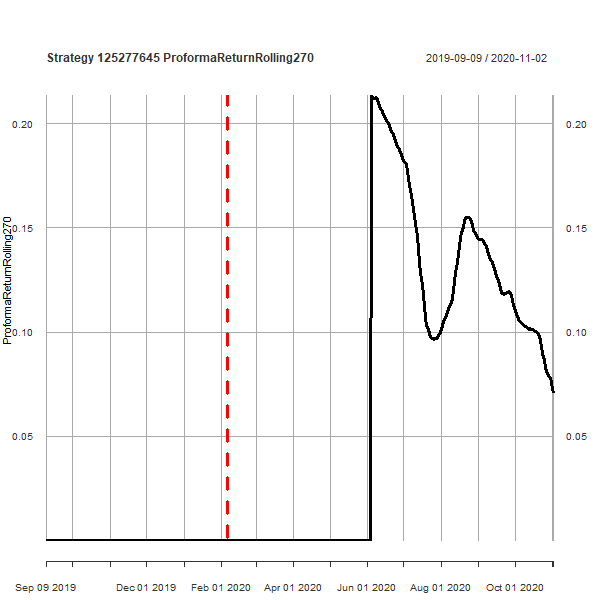 Strategy 125277645 ProformaReturnRolling270
2019-09-09 / 2020-11-02
0.20
0.20
0.15
0.15
ProformaReturnRolling270
0.10
0.10
0.05
0.05
Sep 09 2019
Dec 01 2019
Feb 01 2020
Apr 01 2020
Jun 01 2020
Aug 01 2020
Oct 01 2020